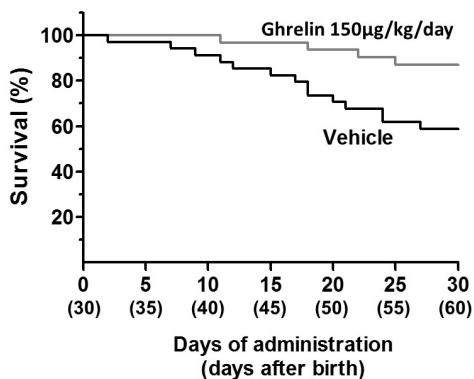 Ghrelin 150µg/kg/day
100
80
60
40
20
Survival (%)
Vehicle
0 5 10 15 20 25 30
(30) (35) (40) (45) (50) (55) (60)
Days of administration
(days after birth)